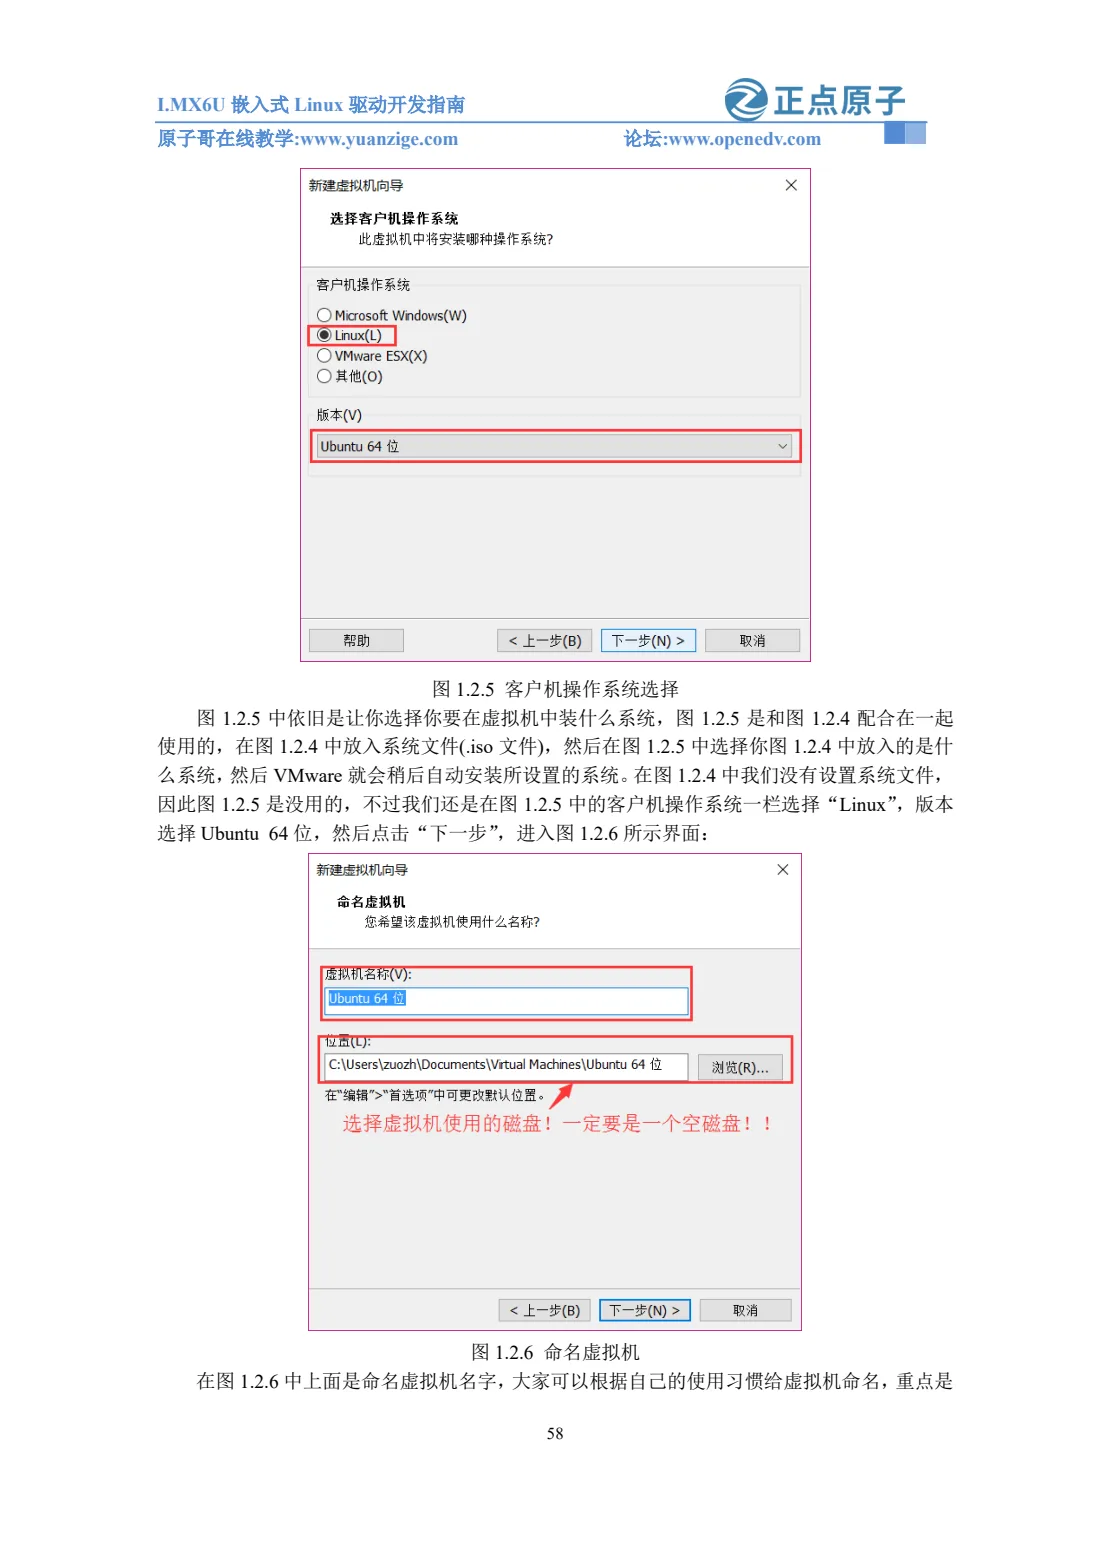 I.MX6U 嵌入式 Linux 驱动开发指南
正点原子
原子哥在线教学:www.yuanzige.com 论坛:www.openedv.com
新建虚拟机向导
选择客户机操作系统
此虚拟机中将安装哪种操作系统?
客户机操作系统
Microsoft Windows(W)
Linux(L)
VMware ESX(X)
其他(O)
版本(V)
Ubuntu 64 位
帮助 < 上一步(B) 下一步(N) > 取消
图 1.2.5 客户机操作系统选择
图 1.2.5 中依旧是让你选择你要在虚拟机中装什么系统，图 1.2.5 是和图 1.2.4 配合在一起
使用的，在图 1.2.4 中放入系统文件(.iso 文件)，然后在图 1.2.5 中选择你图 1.2.4 中放入的是什
么系统，然后 VMware 就会稍后自动安装所设置的系统。在图 1.2.4 中我们没有设置系统文件，
因此图 1.2.5 是没用的，不过我们还是在图 1.2.5 中的客户机操作系统一栏选择“Linux”，版本
选择 Ubuntu 64 位，然后点击“下一步”，进入图 1.2.6 所示界面：
新建虚拟机向导
命名虚拟机
您希望该虚拟机使用什么名称?
虚拟机名称(V):
Ubuntu 64 位
位置(L):
C:\Users\zuozh\Documents\Virtual Machines\Ubuntu 64 位 浏览(R)...
在“编辑”>“首选项”中可更改默认位置。
选择虚拟机使用的磁盘！一定要是一个空磁盘！！
< 上一步(B) 下一步(N) > 取消
图 1.2.6 命名虚拟机
在图 1.2.6 中上面是命名虚拟机名字，大家可以根据自己的使用习惯给虚拟机命名，重点是
58